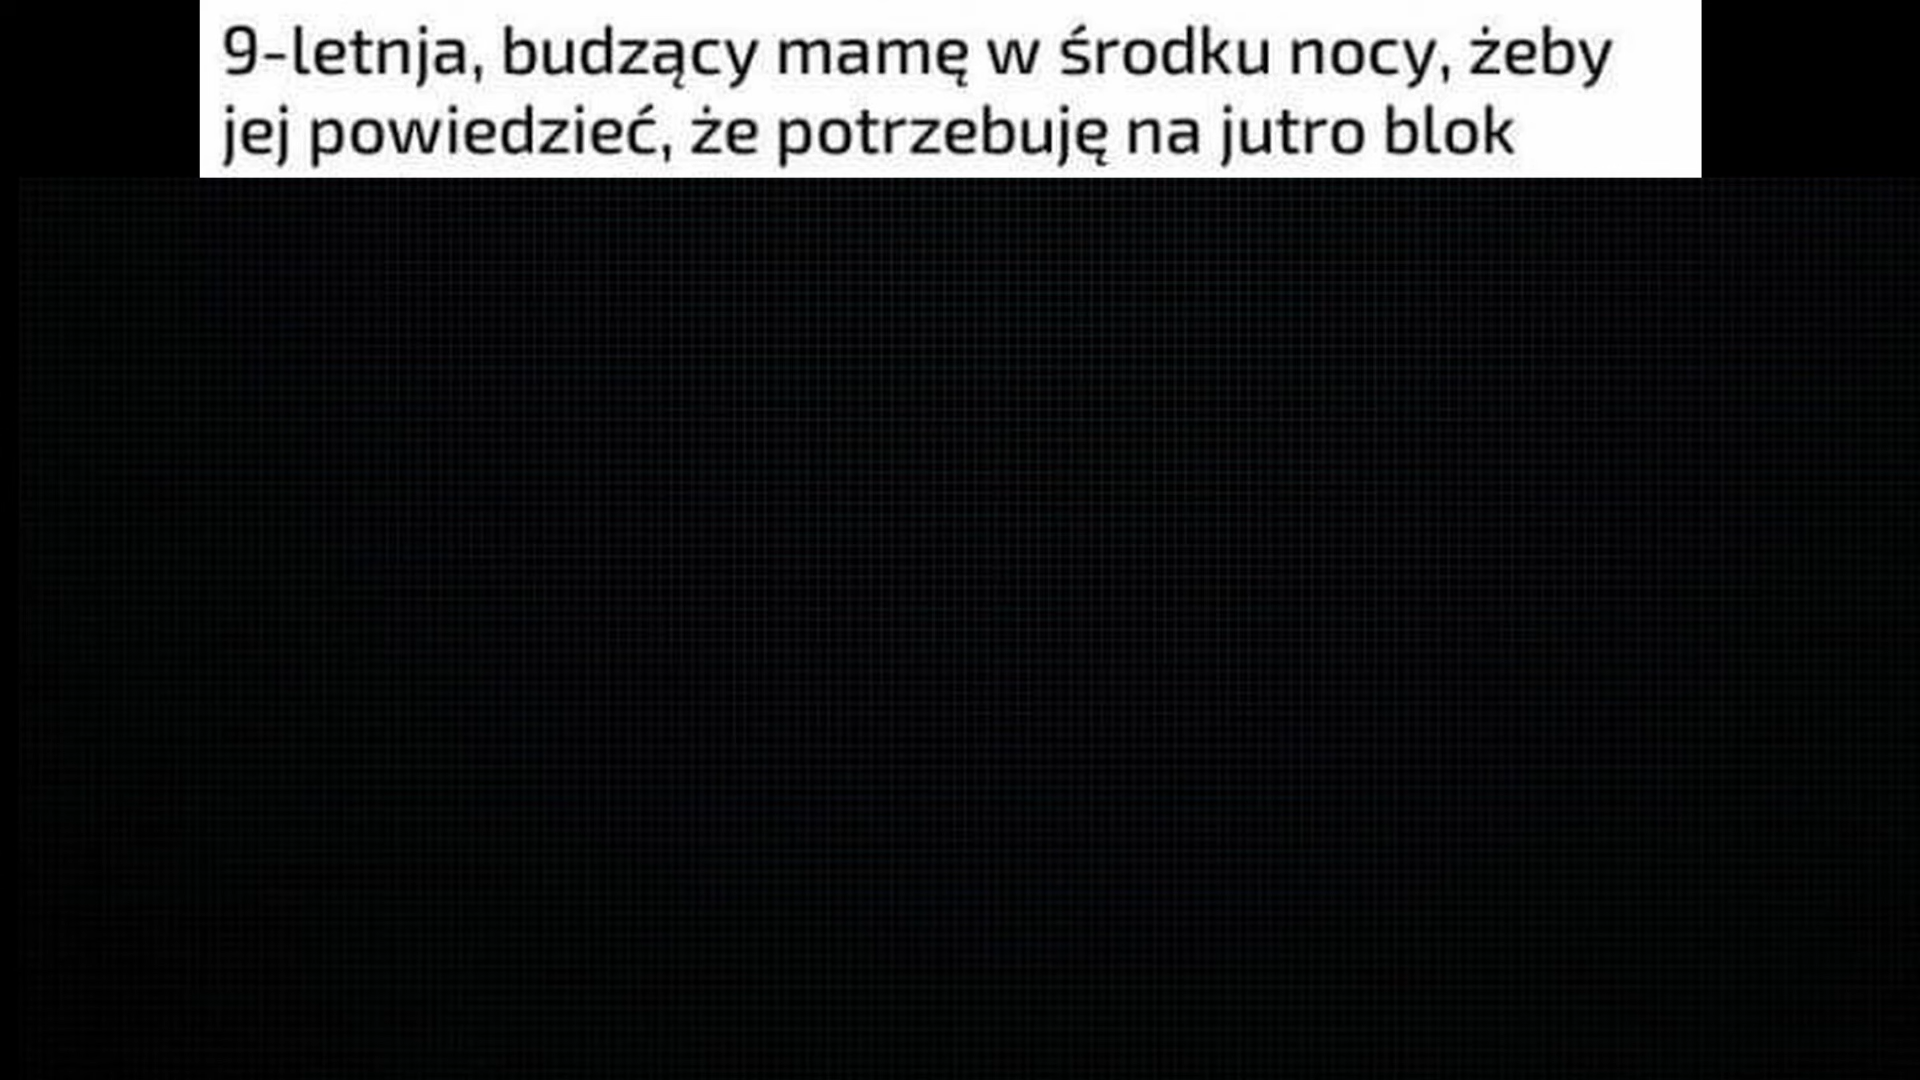 9-letnja, budzący mamę w środku nocy, żeby
jej powiedzieć, że potrzebuję na jutro blok